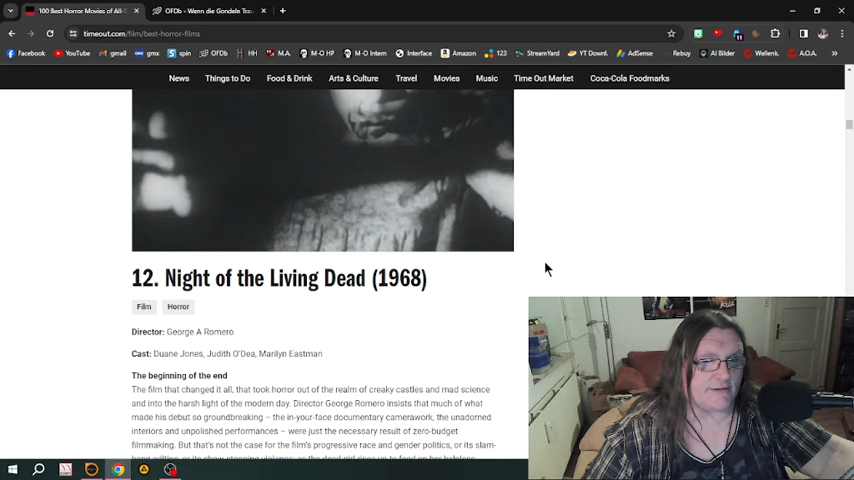 100 Best Horror Movies of All-T
OFDb - Wenn die Gondeln Trau
timeout.com/film/best-horror-films
Facebook YouTube gmail gmx spin OFDb HH M.A. M-O HP M-O Intern Interface Amazon 123 StreamYard YT Downl. AdSense Rebuy AI Bilder Wellenk. A.O.A.
News Things to Do Food & Drink Arts & Culture Travel Movies Music Time Out Market Coca-Cola Foodmarks
12. Night of the Living Dead (1968)
Film Horror
Director: George A Romero
Cast: Duane Jones, Judith O'Dea, Marilyn Eastman
The beginning of the end
The film that changed it all, that took horror out of the realm of creaky castles and mad science
and into the harsh light of the modern day. Director George Romero insists that much of what
made his debut so groundbreaking – the in-your-face documentary camerawork, the unadorned
interiors and unpolished performances – were just the necessary result of zero-budget
filmmaking. But that's not the case for the film's progressive race and gender politics, or its slam-